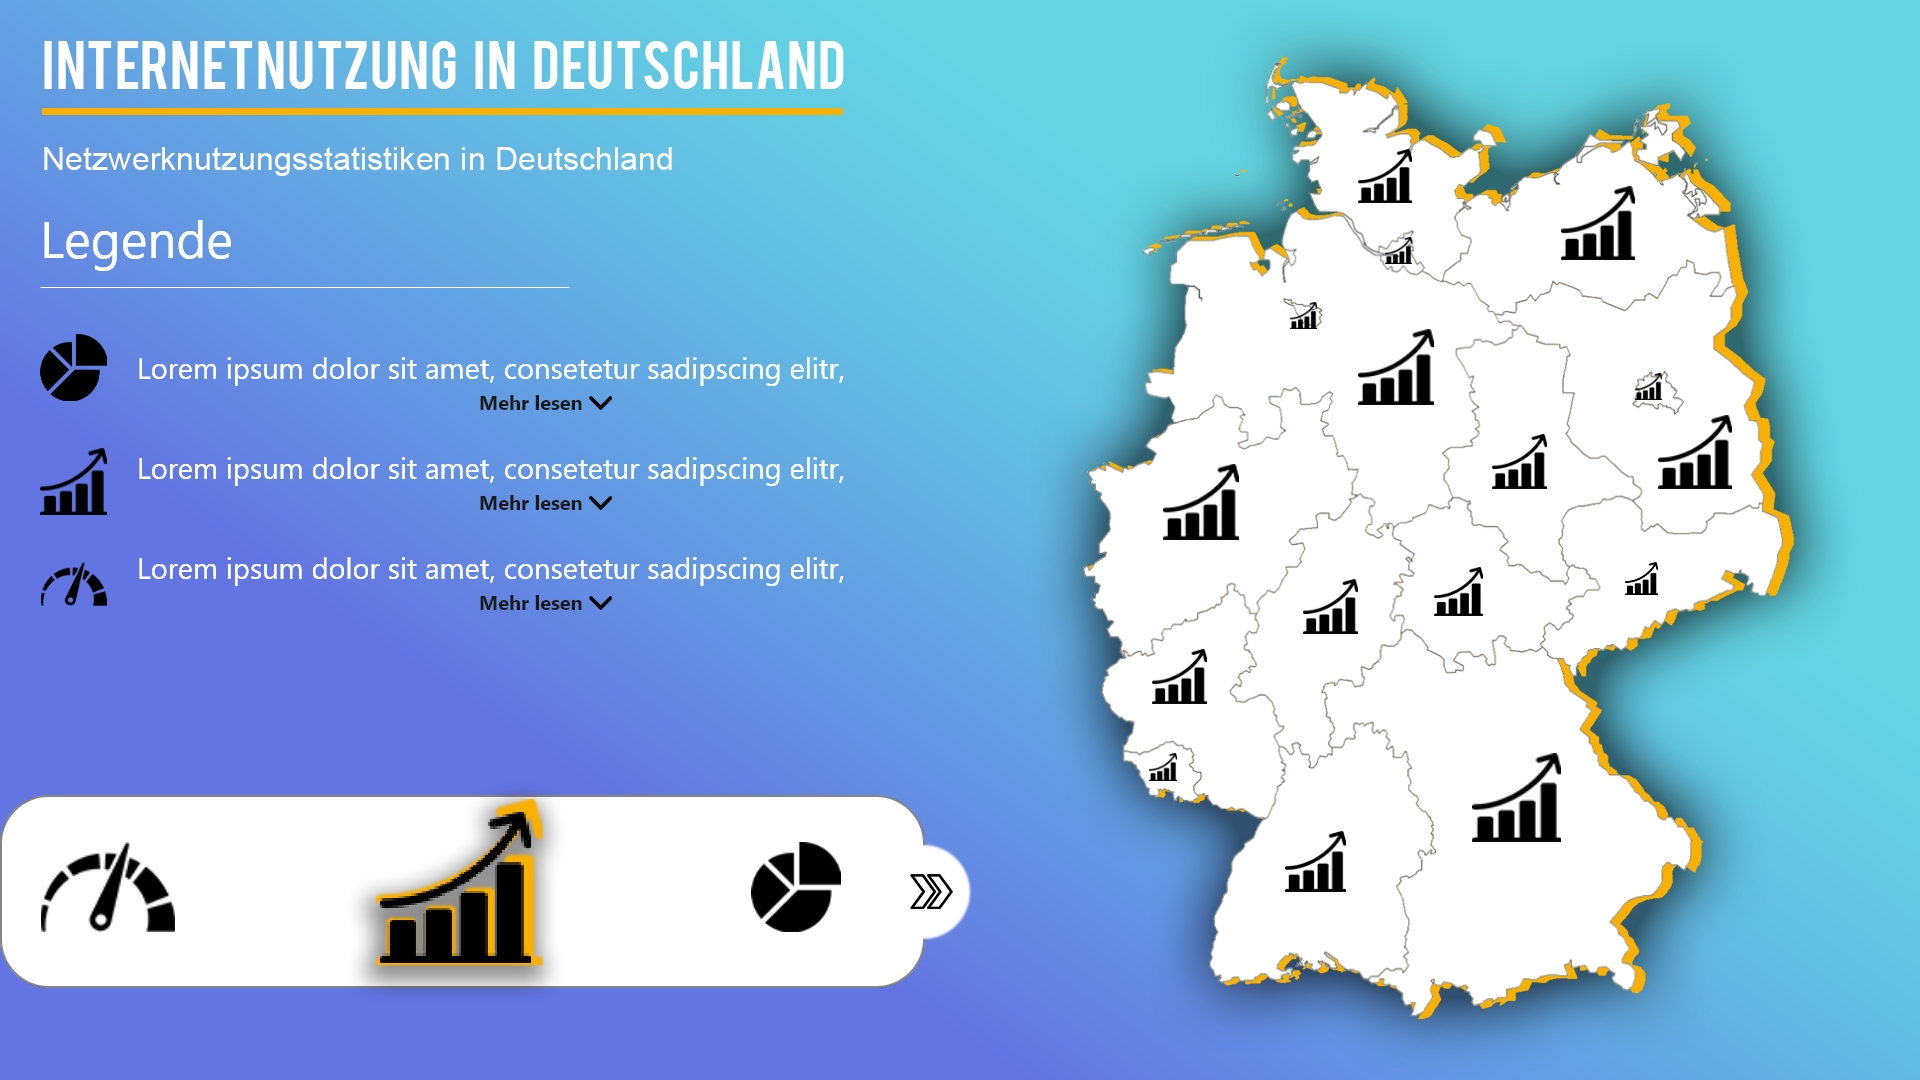 INTERNETNUTZUNG IN DEUTSCHLAND
Netzwerknutzungsstatistiken in Deutschland
Legende
Lorem ipsum dolor sit amet, consetetur sadipscing elitr,
Mehr lesen
Lorem ipsum dolor sit amet, consetetur sadipscing elitr,
Mehr lesen
Lorem ipsum dolor sit amet, consetetur sadipscing elitr,
Mehr lesen